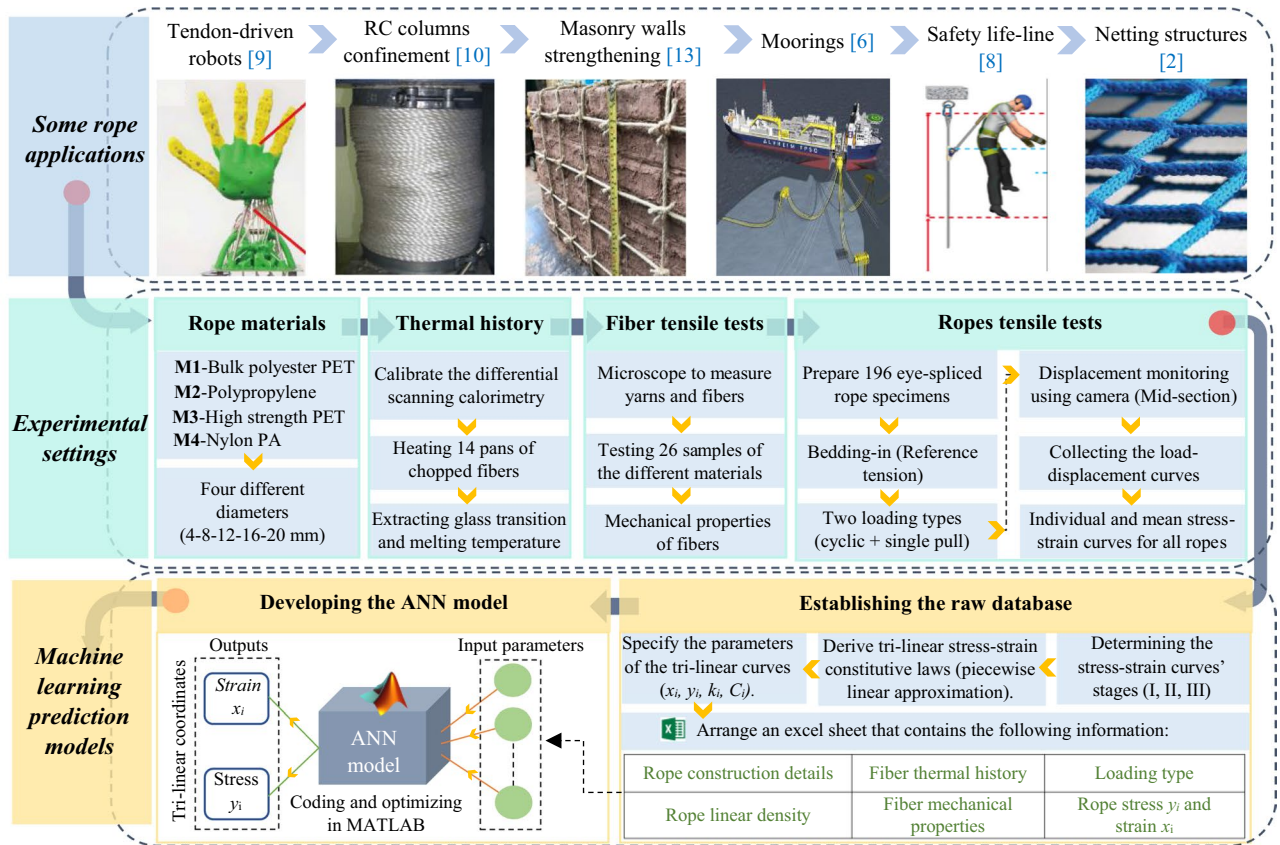 Some rope
applications
Tendon-driven
robots [9]
RC columns
confinement [10]
Masonry walls
strengthening [13]
Moorings [6]
Safety life-line
[8]
Netting structures
[2]
Experimental
settings
Rope materials
M1-Bulk polyester PET
M2-Polypropylene
M3-High strength PET
M4-Nylon PA
Four different
diameters
(4-8-12-16-20 mm)
Thermal history
Calibrate the differential
scanning calorimetry
Heating 14 pans of
chopped fibers
Extracting glass transition
and melting temperature
Fiber tensile tests
Microscope to measure
yarns and fibers
Testing 26 samples of
the different materials
Mechanical properties
of fibers
Ropes tensile tests
Prepare 196 eye-spliced
rope specimens
Bedding-in (Reference
tension)
Two loading types
(cyclic + single pull)
Displacement monitoring
using camera (Mid-section)
Collecting the load-
displacement curves
Individual and mean stress-
strain curves for all ropes
Machine
learning
prediction
models
Establishing the raw database
Determining the
stress-strain curves'
stages (I, II, III)
Derive tri-linear stress-strain
constitutive laws (piecewise
linear approximation).
Specify the parameters
of the tri-linear curves
(xi, yi, ki, Ci).
Arrange an excel sheet that contains the following information:
Rope construction details
Fiber thermal history
Loading type
Rope linear density
Fiber mechanical
properties
Rope stress yi and
strain xi
Developing the ANN model
Input parameters
ANN
model
Coding and optimizing
in MATLAB
Outputs
Strain
xi
Stress
yi
Tri-linear coordinates